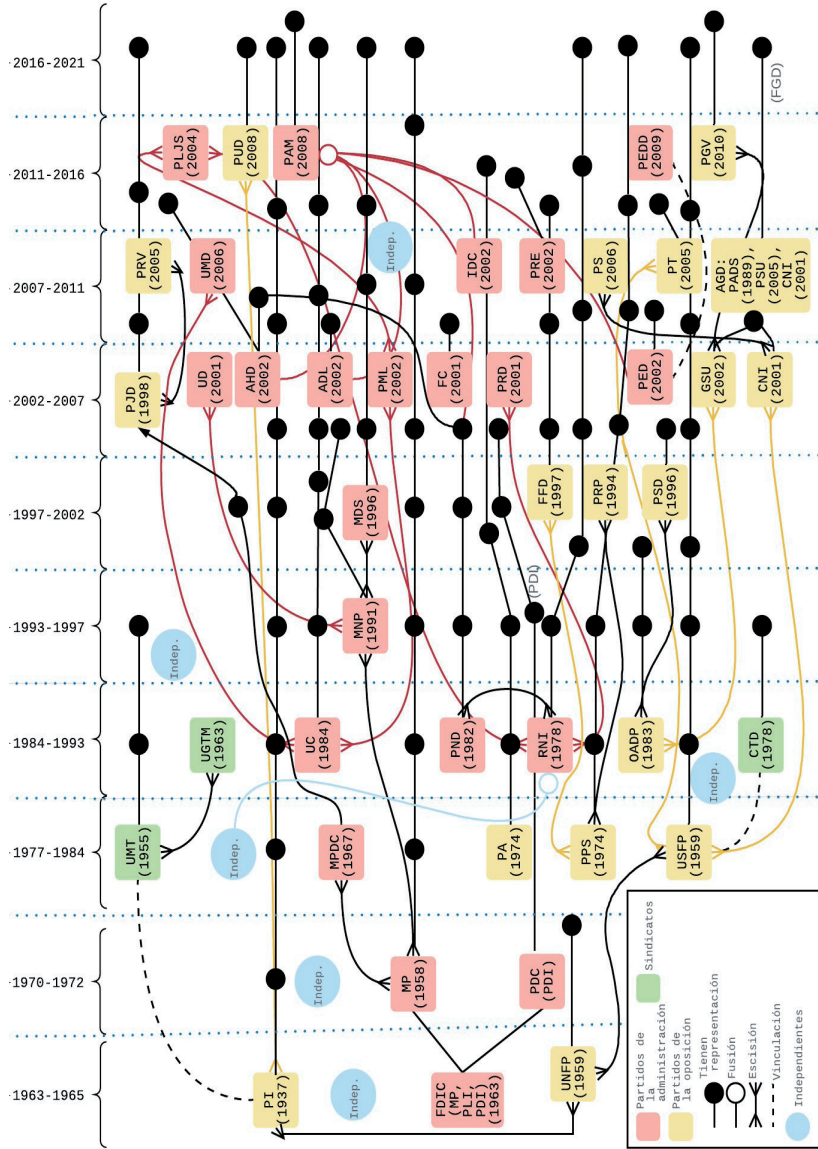 2016-2021
2011-2016
2007-2011
2002-2007
1997-2002
1993-1997
1984-1993
1977-1984
1970-1972
1963-1965
PLJS
(2004)
PUD
(2008)
PAM
(2008)
PEDD
(2009)
PGV
(2010)
(FGD)
PRV
(2005)
UMD
(2006)
Indep.
IDC
(2002)
PRE
(2002)
PS
(2006)
PT
(2005)
AGD:
PADS
(1989),
PSU
(2005),
CNI
(2001)
PJD
(1998)
UD
(2001)
AHD
(2002)
ADL
(2002)
PML
(2002)
FC
(2001)
PRD
(2001)
PED
(2002)
GSU
(2002)
CNI
(2001)
MDS
(1996)
FFD
(1997)
PRP
(1994)
PSD
(1996)
Indep.
MNP
(1991)
(PDI)
UGTM
(1963)
UC
(1984)
PND
(1982)
RNI
(1978)
OADP
(1983)
Indep.
CTD
(1978)
UMT
(1955)
Indep.
MPDC
(1967)
PA
(1974)
PPS
(1974)
USFP
(1959)
Indep.
MP
(1958)
PDC
(PDI)
PI
(1937)
Indep.
FDIC
(MP,
PLI,
PDI)
(1963)
UNFP
(1959)
Partidos de
la
administración
Partidos de
la oposición
Sindicatos
Tienen
representación
Fusión
Escisión
Vinculación
Independientes